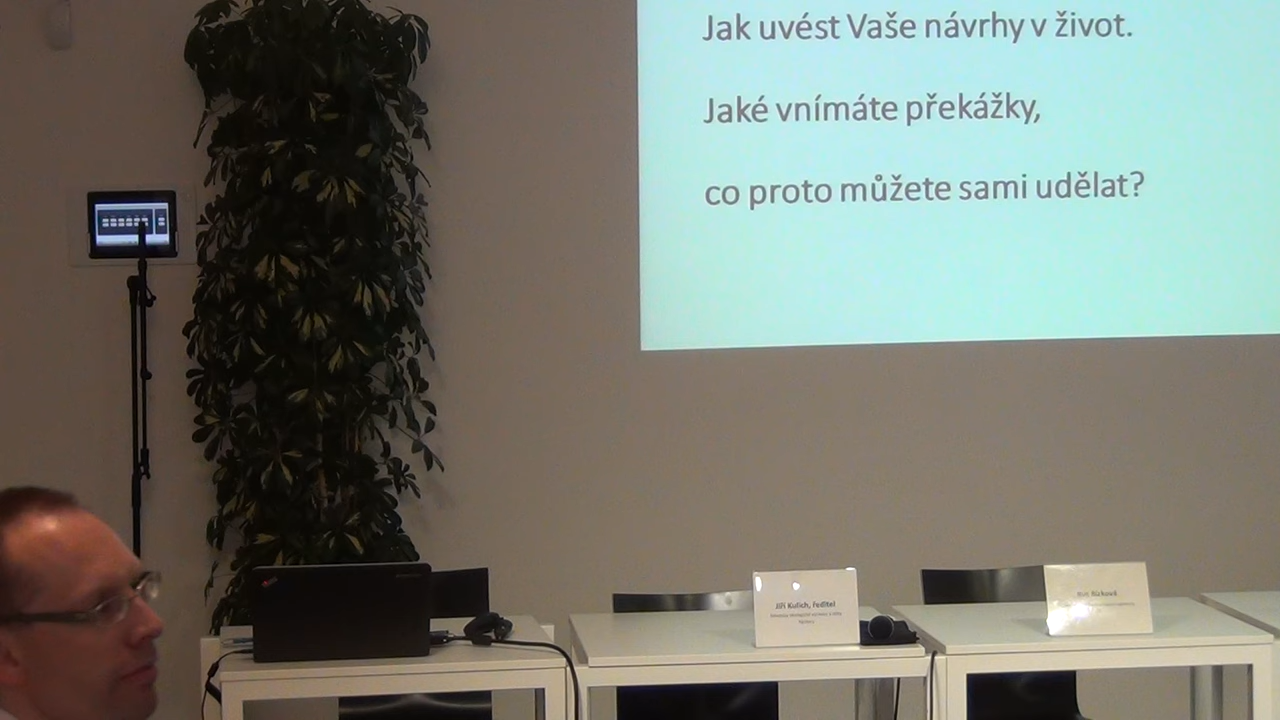 Jak uvést Vaše návrhy v život.
Jaké vnímáte překážky,
co proto můžete sami udělat?
Jiří Kulich, ředitel